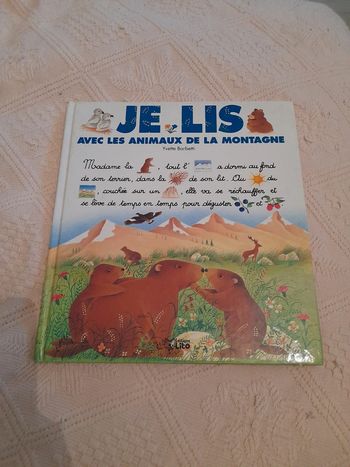 JE LIS
AVEC LES ANIMAUX DE LA MONTAGNE
Yvette Barbetti
Madame la , tout l' a dormi au fond
de son terrier, dans la de son lit. Au du
, couchée sur un , elle va se réchauffer et
se lève de temps en temps pour déguster et .
Lito